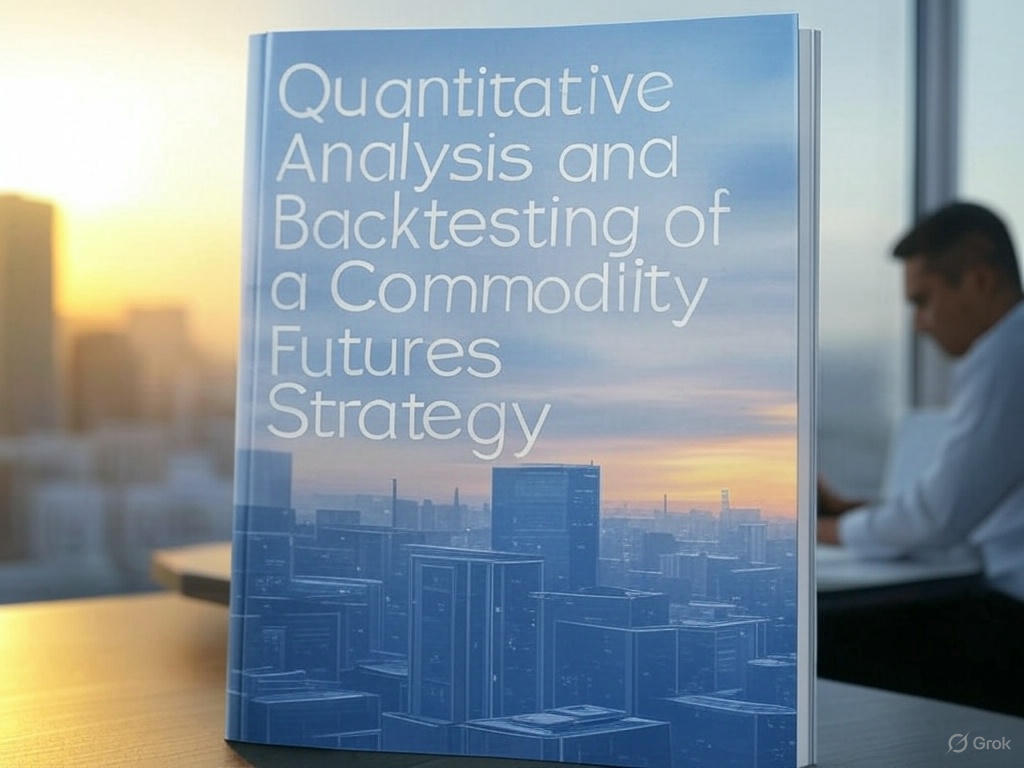 Quantitative
Analysis and
Backtesting of
a Commodiity
Futures
Strategy
Grok